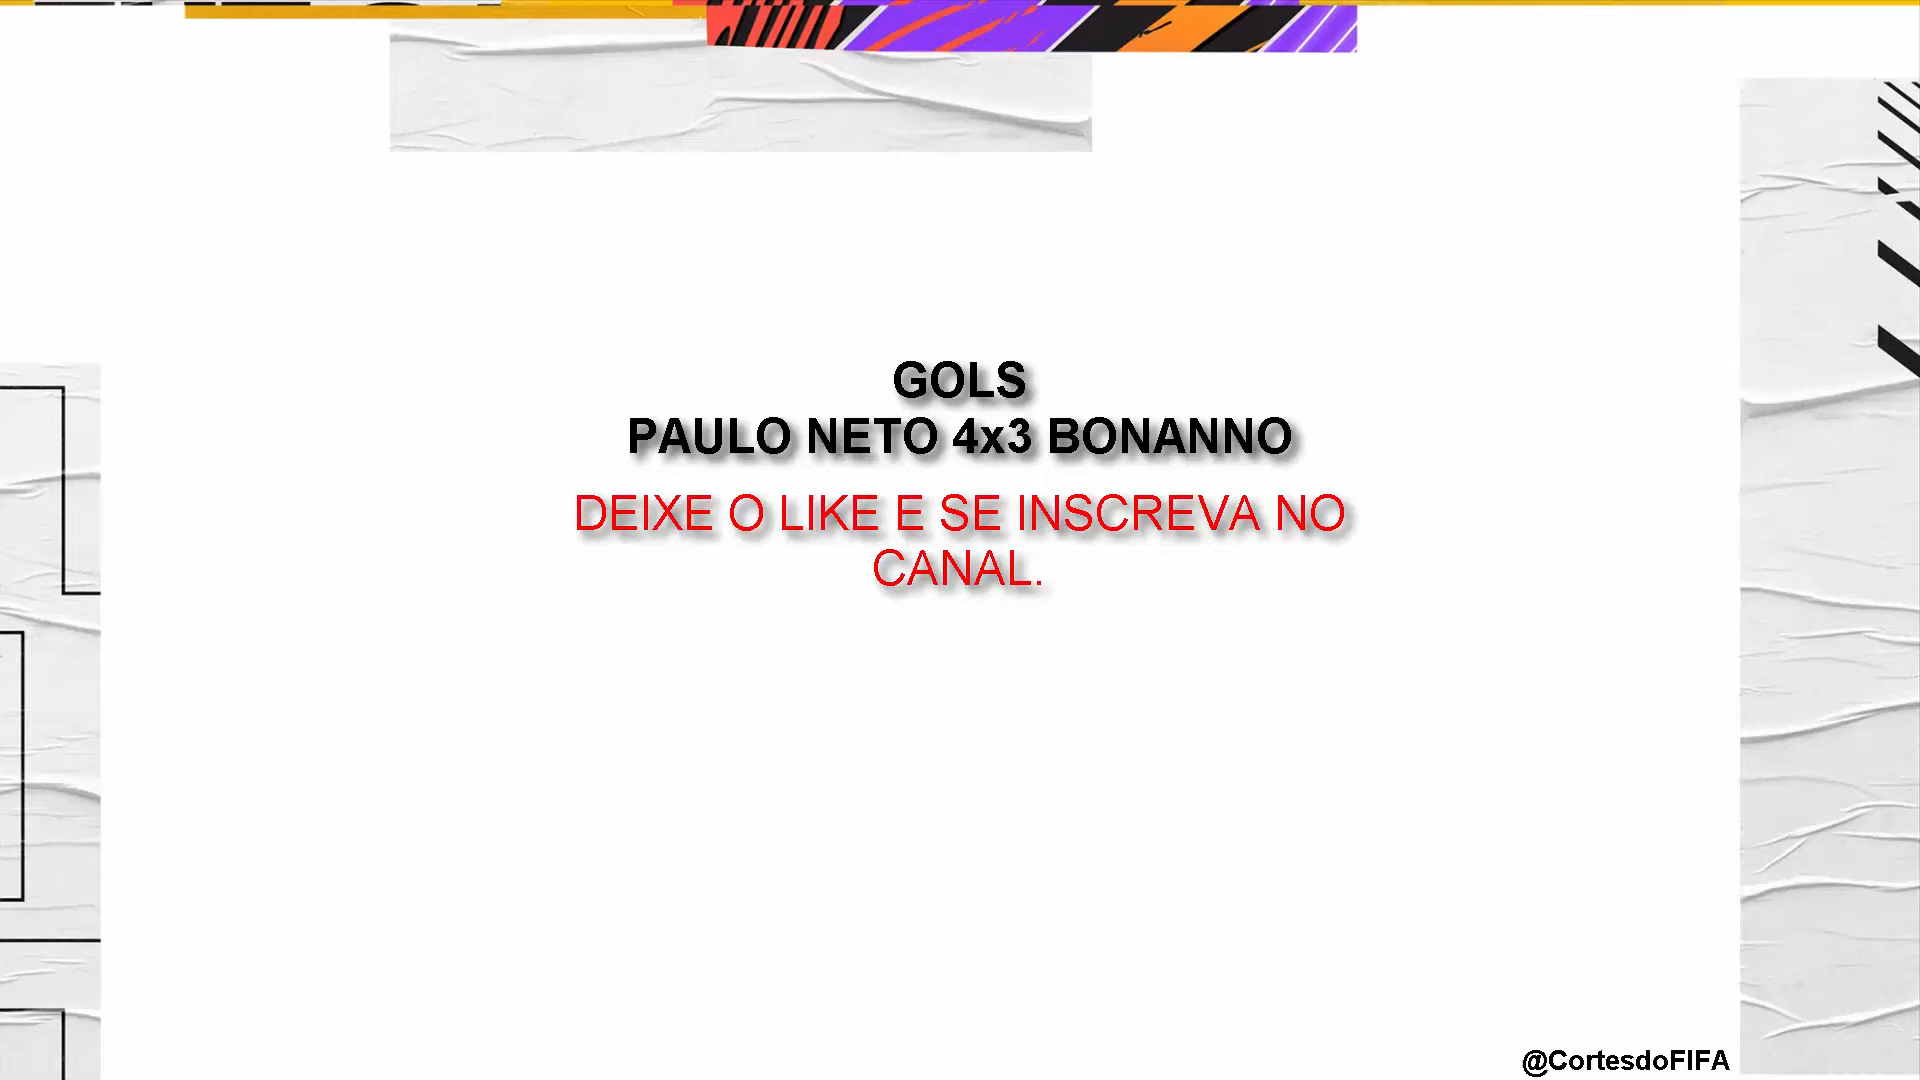 GOLS
PAULO NETO 4x3 BONANNO
DEIXE O LIKE E SE INSCREVA NO
CANAL.
@CortesdoFIFA